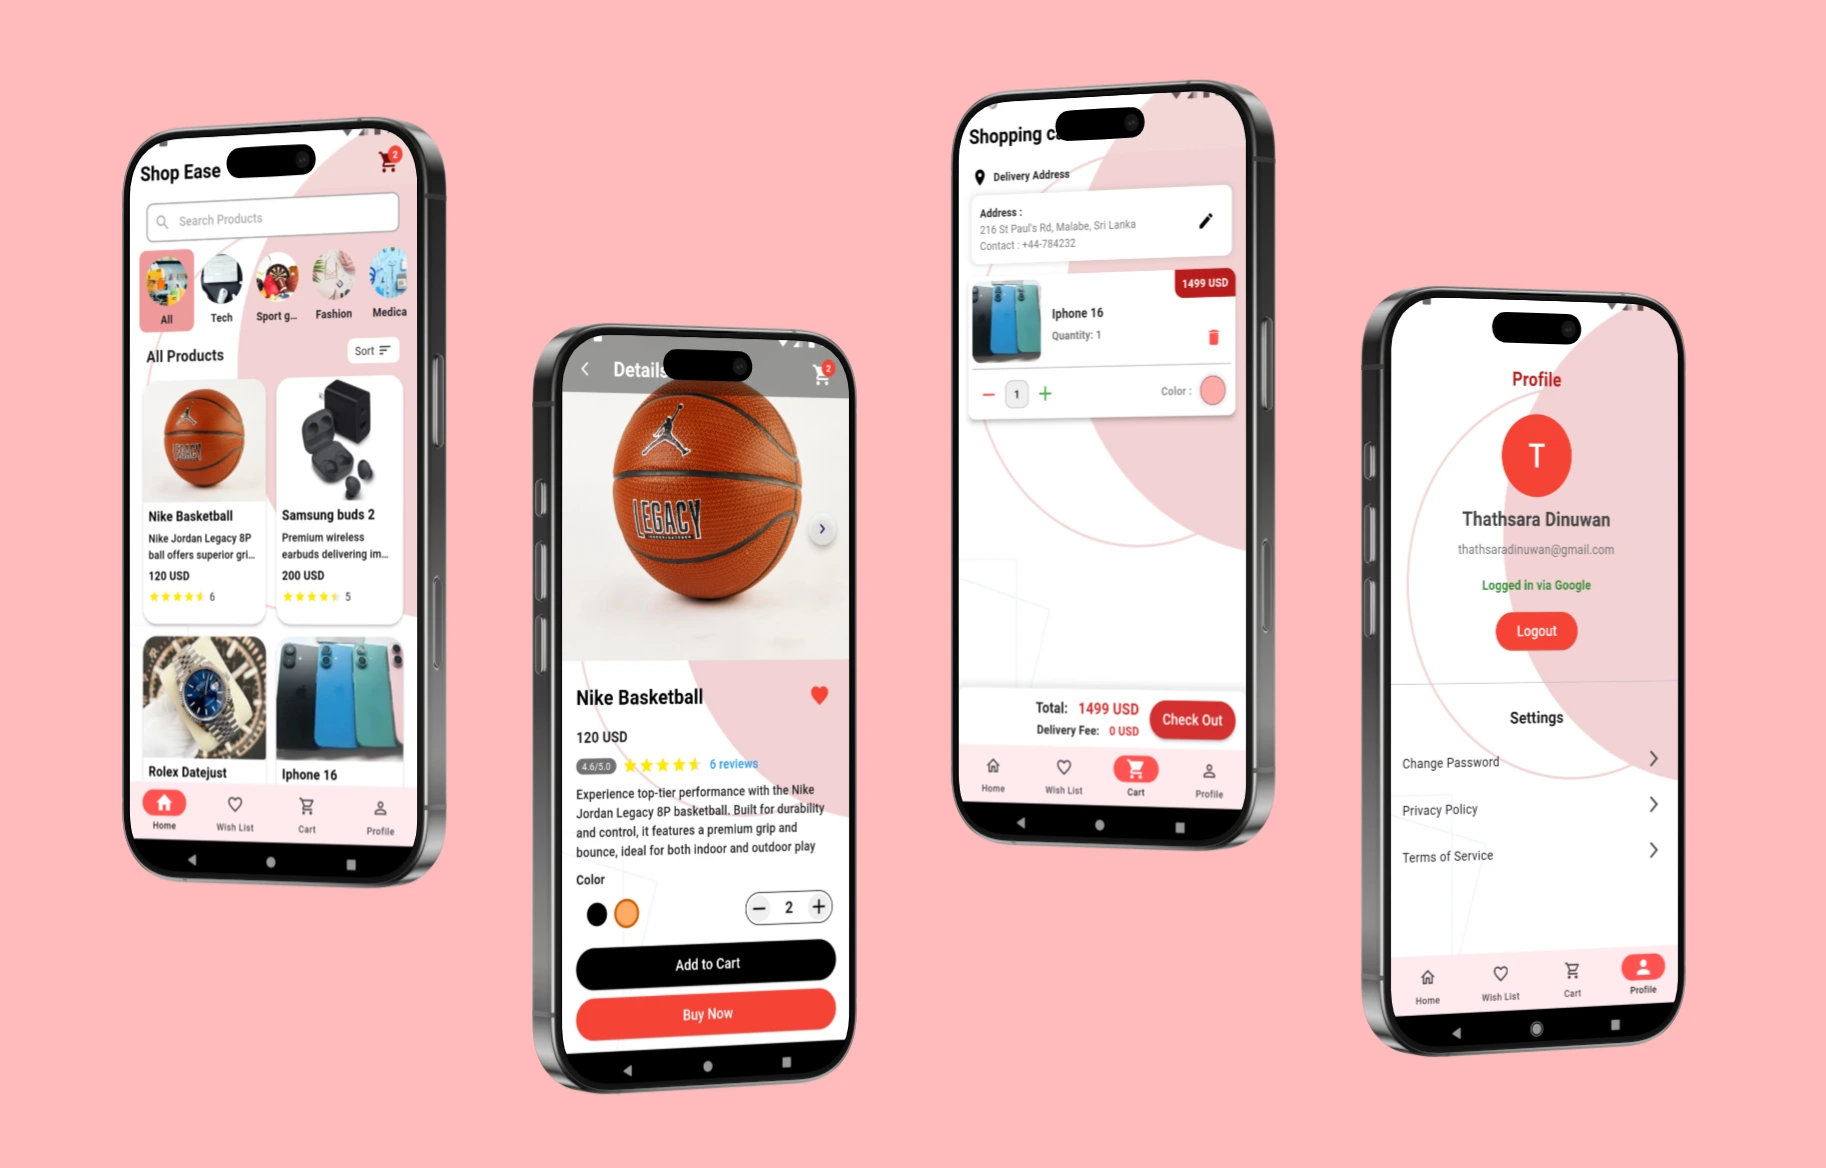 Shop Ease
2
Search Products
All
Tech
Sport g...
Fashion
Medica
All Products
Sort
LEGACY
Nike Basketball
Nike Jordan Legacy 8P
ball offers superior gri...
120 USD
6
Samsung buds 2
Premium wireless
earbuds delivering im...
200 USD
5
Rolex Datejust
Iphone 16
Home
Wish List
Cart
Profile
Details
2
LEGACY
Nike Basketball
120 USD
4.6/5.0
6 reviews
Experience top-tier performance with the Nike
Jordan Legacy 8P basketball. Built for durability
and control, it features a premium grip and
bounce, ideal for both indoor and outdoor play
Color
2
Add to Cart
Buy Now
Shopping c
Delivery Address
Address :
216 St Paul's Rd, Malabe, Sri Lanka
Contact : +44-784232
1499 USD
Iphone 16
Quantity: 1
1
Color :
Total: 1499 USD
Delivery Fee: 0 USD
Check Out
Home
Wish List
Cart
Profile
Profile
T
Thathsara Dinuwan
thathsaradinuwan@gmail.com
Logged in via Google
Logout
Settings
Change Password
Privacy Policy
Terms of Service
Home
Wish List
Cart
Profile